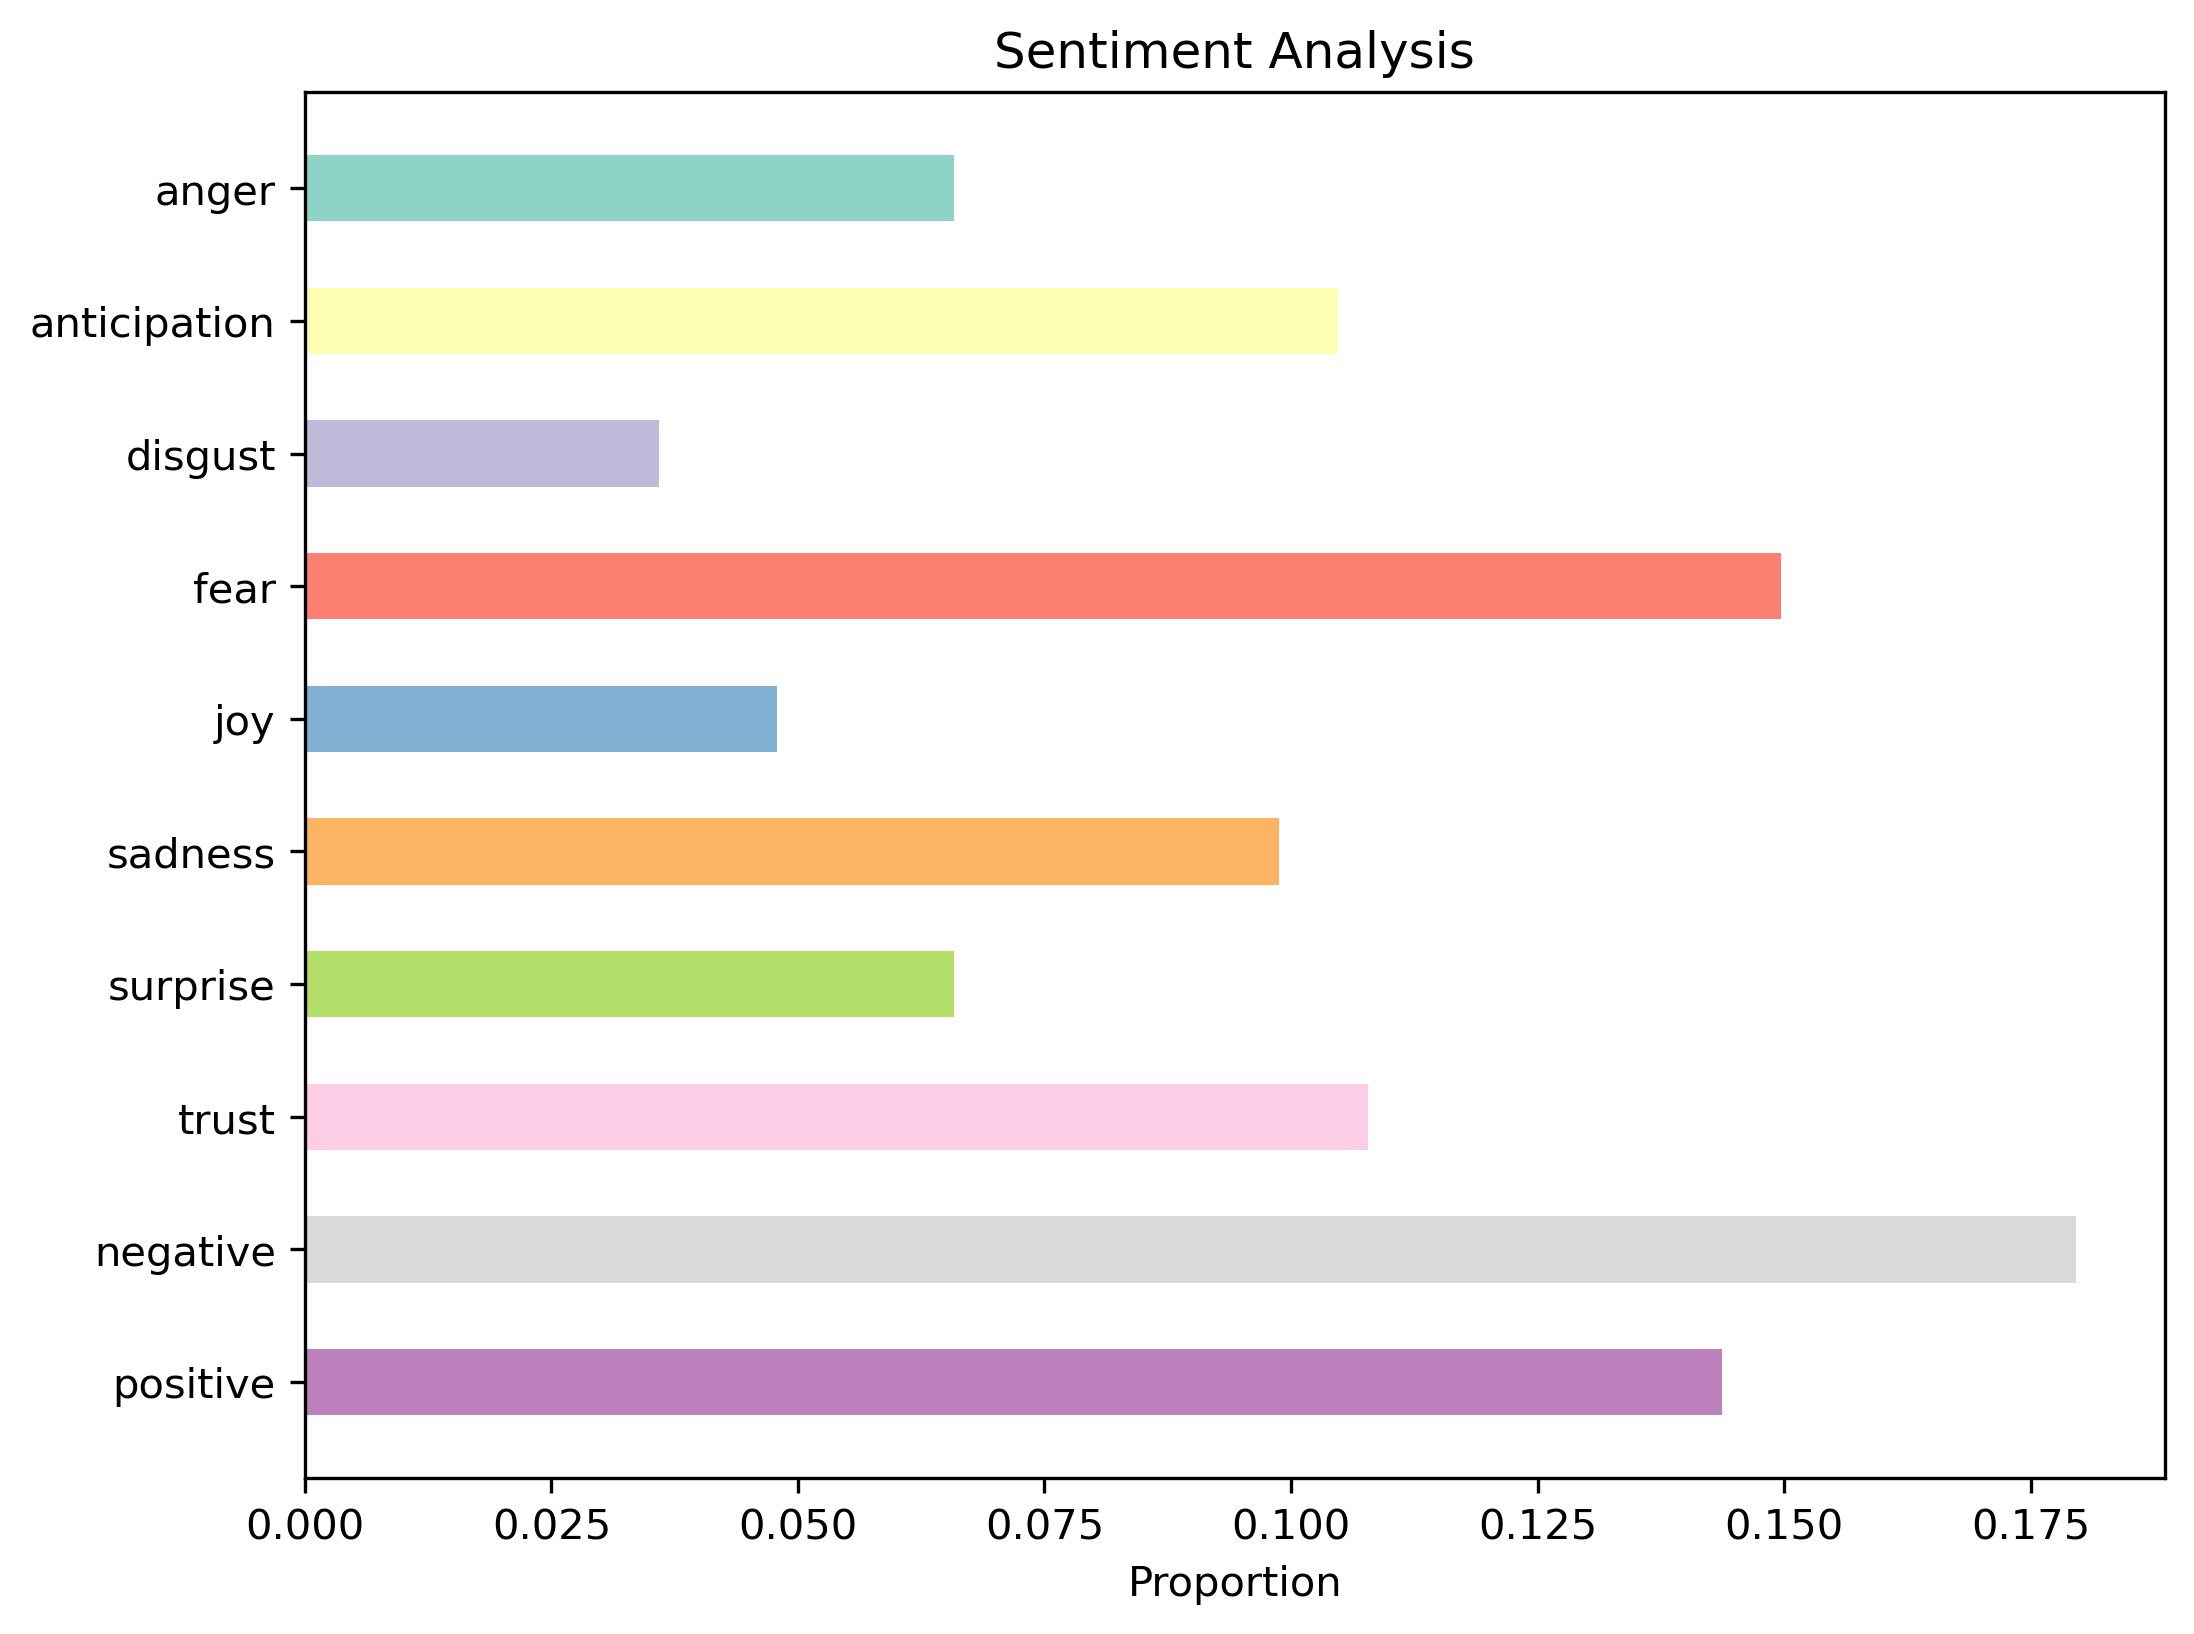 Sentiment Analysis
anger
anticipation
disgust
fear
joy
sadness
surprise
trust
negative
positive
0.000 0.025 0.050 0.075 0.100 0.125 0.150 0.175
Proportion